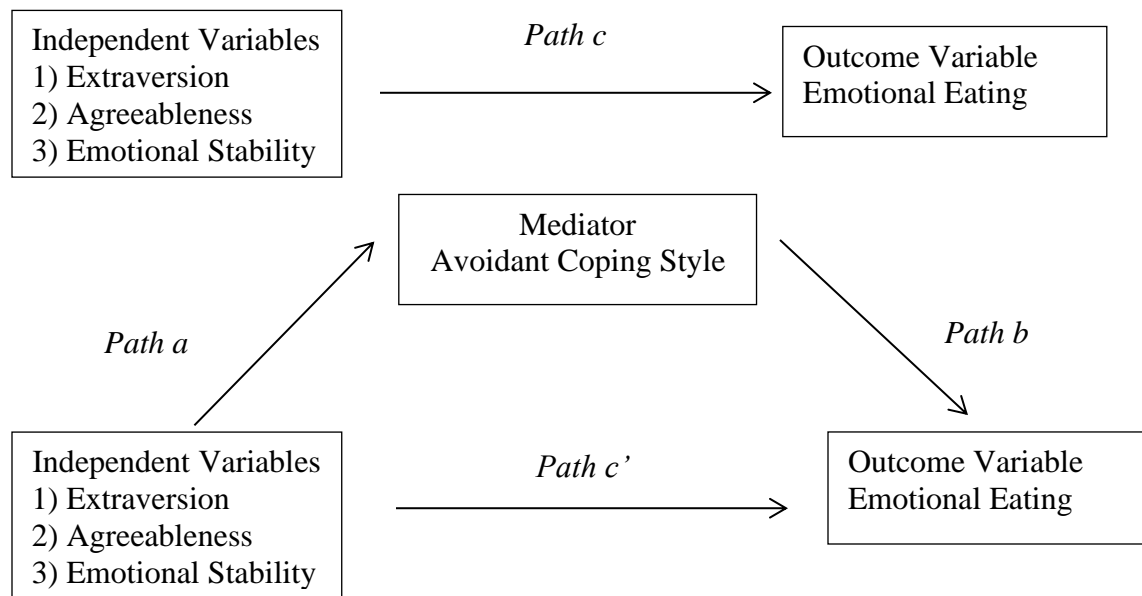 Independent Variables
1) Extraversion
2) Agreeableness
3) Emotional Stability
Path c
Outcome Variable
Emotional Eating
Mediator
Avoidant Coping Style
Path a
Path b
Independent Variables
1) Extraversion
2) Agreeableness
3) Emotional Stability
Path c’
Outcome Variable
Emotional Eating